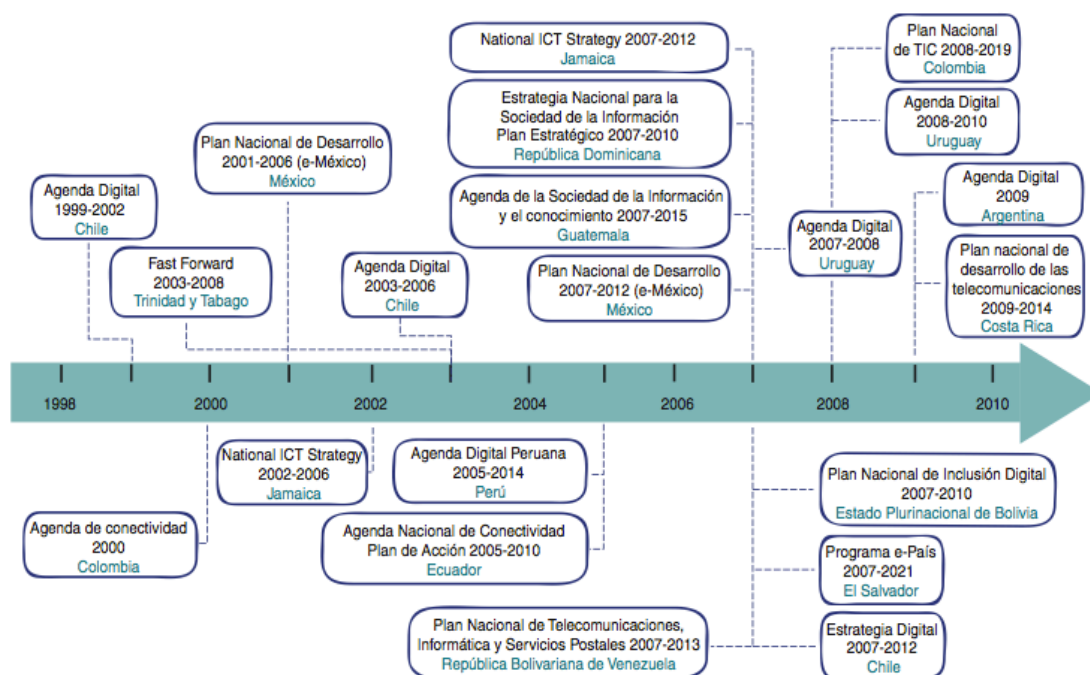 National ICT Strategy 2007-2012
Jamaica
Estrategia Nacional para la
Sociedad de la Información
Plan Estratégico 2007-2010
República Dominicana
Agenda de la Sociedad de la Información
y el conocimiento 2007-2015
Guatemala
Plan Nacional de Desarrollo
2007-2012 (e-México)
México
Plan Nacional de Desarrollo
2001-2006 (e-México)
México
Agenda Digital
1999-2002
Chile
Fast Forward
2003-2008
Trinidad y Tabago
Agenda Digital
2003-2006
Chile
Agenda Digital
2007-2008
Uruguay
Plan Nacional
de TIC 2008-2019
Colombia
Agenda Digital
2008-2010
Uruguay
Agenda Digital
2009
Argentina
Plan nacional de
desarrollo de las
telecomunicaciones
2009-2014
Costa Rica
1998
2000
2002
2004
2006
2008
2010
Agenda de conectividad
2000
Colombia
National ICT Strategy
2002-2006
Jamaica
Agenda Digital Peruana
2005-2014
Perú
Agenda Nacional de Conectividad
Plan de Acción 2005-2010
Ecuador
Plan Nacional de Telecomunicaciones,
Informática y Servicios Postales 2007-2013
República Bolivariana de Venezuela
Plan Nacional de Inclusión Digital
2007-2010
Estado Plurinacional de Bolivia
Programa e-País
2007-2021
El Salvador
Estrategia Digital
2007-2012
Chile